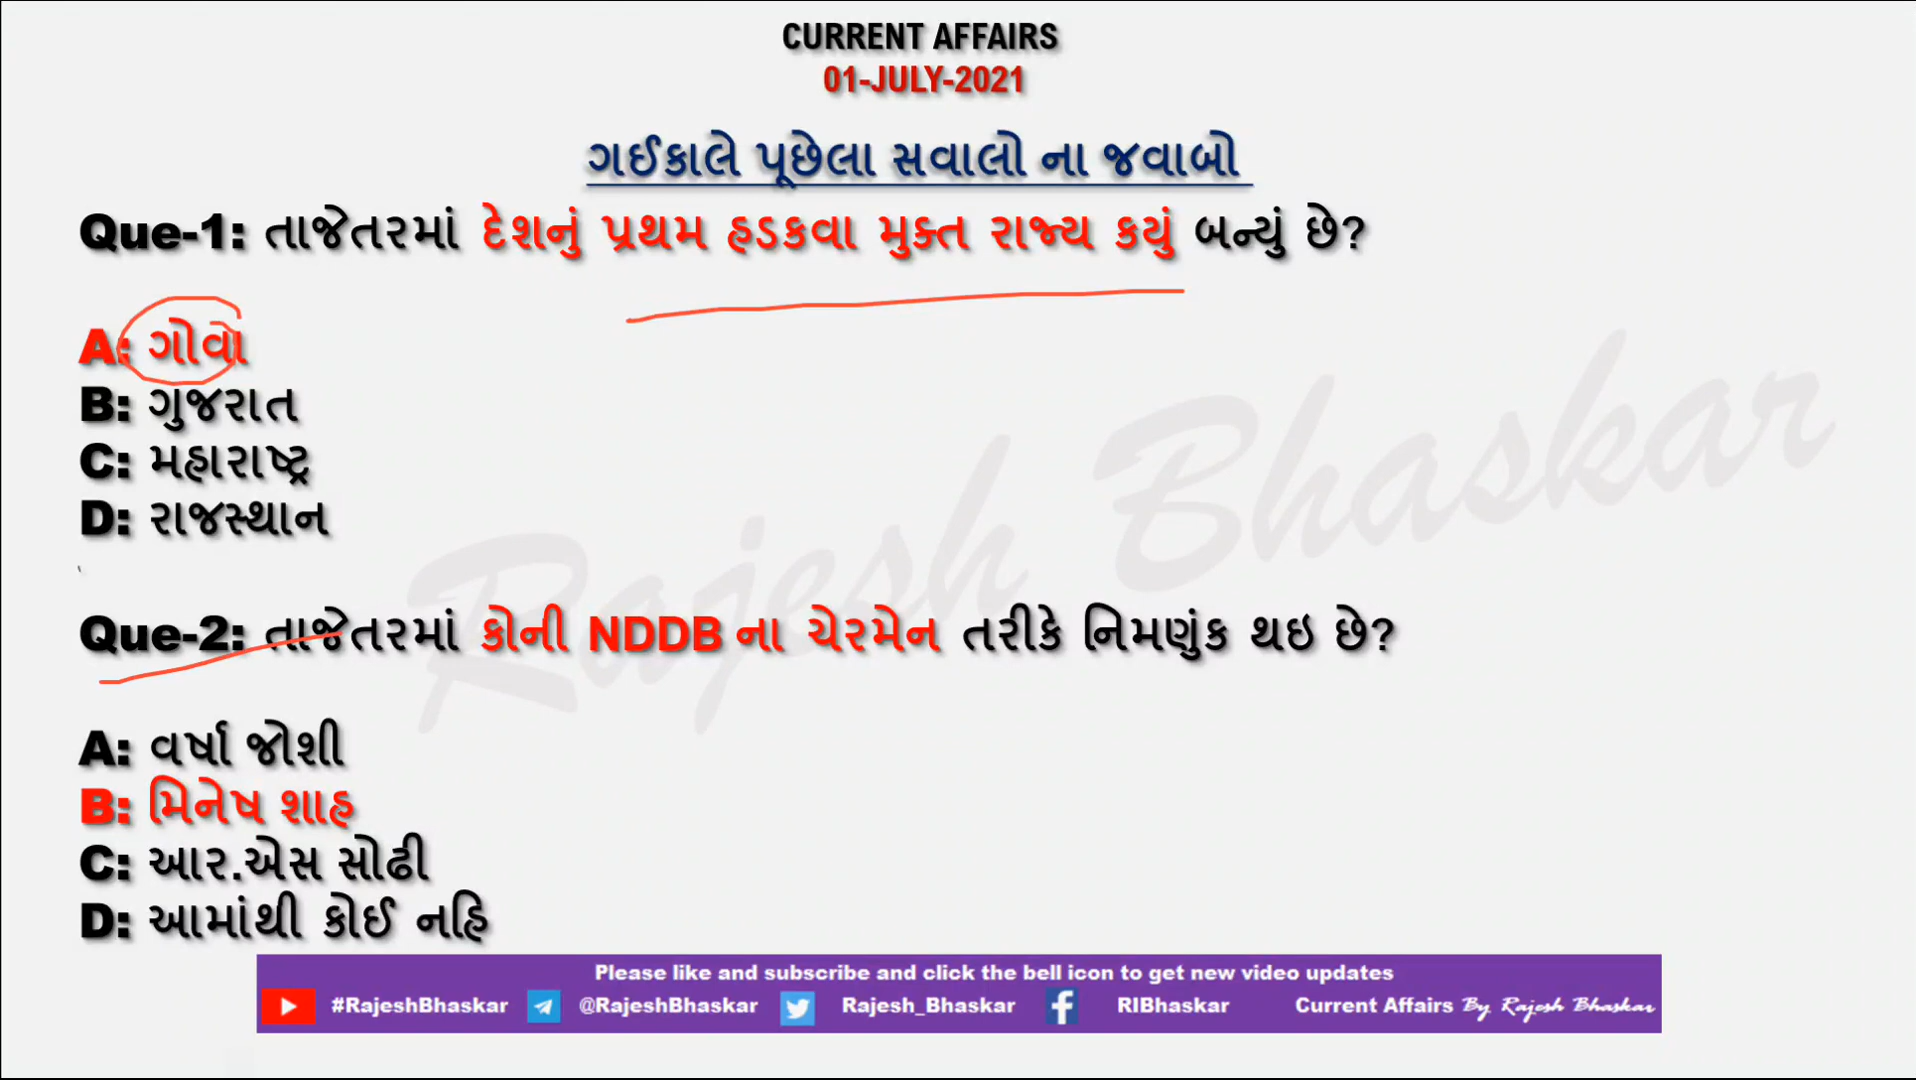 CURRENT AFFAIRS
01-JULY-2021
ગઈકાલે પૂછેલા સવાલો ના જવાબો
Que-1: તાજેતરમાં દેશનું પ્રથમ હડકવા મુક્ત રાજ્ય કયું બન્યું છે?
A: ગોવા
B: ગુજરાત
C: મહારાષ્ટ્ર
D: રાજસ્થાન
Que-2: તાજેતરમાં કોની NDDB ના ચેરમેન તરીકે નિમણુંક થઇ છે?
A: વર્ષા જોશી
B: મિનેષ શાહ
C: આર.એસ સોઢી
D: આમાંથી કોઈ નહિ
Rajesh Bhaskar
Please like and subscribe and click the bell icon to get new video updates
#RajeshBhaskar @RajeshBhaskar Rajesh_Bhaskar RIBhaskar Current Affairs By Rajesh Bhaskar